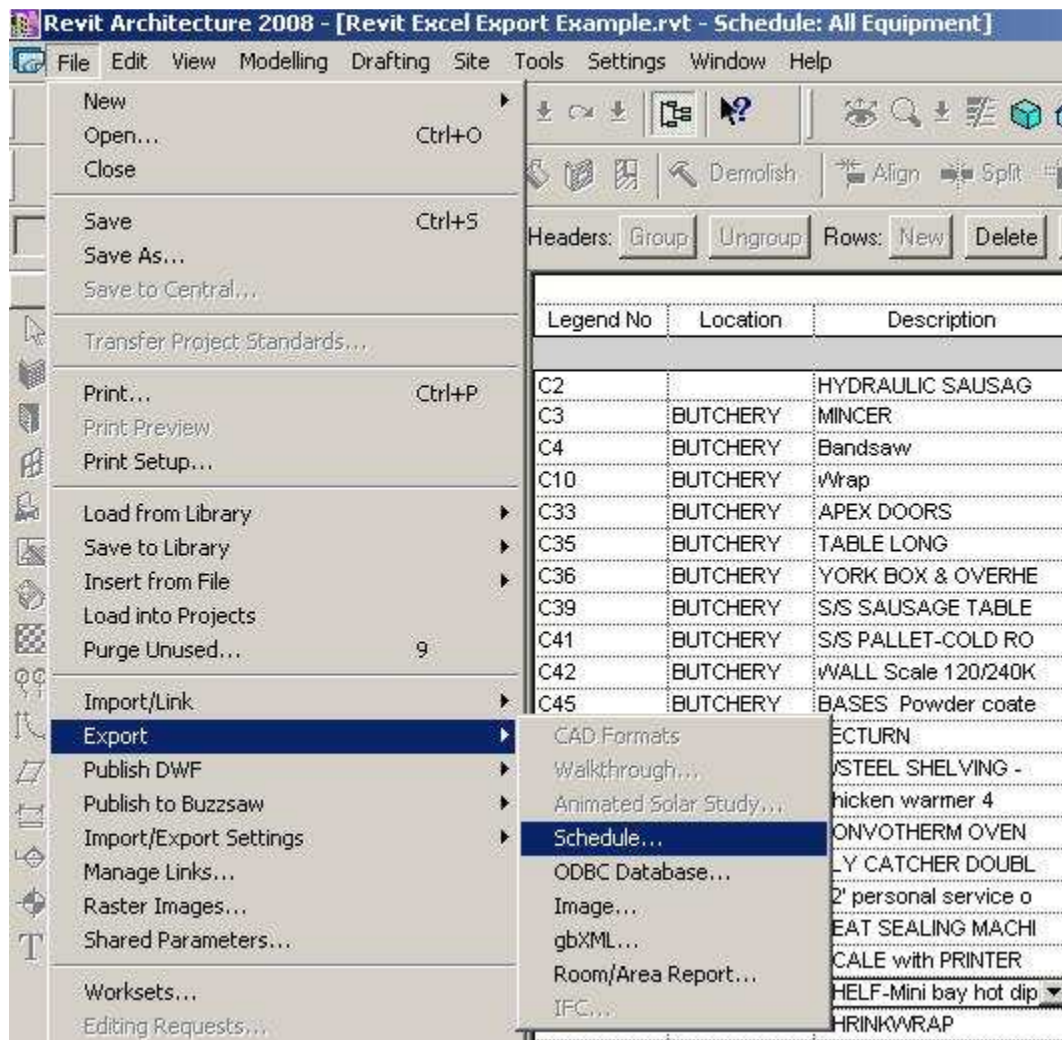 Revit Architecture 2008 - [Revit Excel Export Example.rvt - Schedule: All Equipment]
File Edit View Modelling Drafting Site Tools Settings Window Help
New
Open... Ctrl+O
Close
Save Ctrl+S
Save As...
Save to Central...
Transfer Project Standards...
Print... Ctrl+P
Print Preview
Print Setup...
Load from Library
Save to Library
Insert from File
Load into Projects
Purge Unused... 9
Import/Link
Export
Publish DWF
Publish to Buzzsaw
Import/Export Settings
Manage Links...
Raster Images...
Shared Parameters...
Worksets...
Editing Requests...
CAD Formats
Walkthrough...
Animated Solar Study...
Schedule...
ODBC Database...
Image...
gbXML...
Room/Area Report...
IFC...
Demolish Align Split
Headers: Group Ungroup Rows: New Delete
Legend No Location Description
C2 HYDRAULIC SAUSAG
C3 BUTCHERY MINCER
C4 BUTCHERY Bandsaw
C10 BUTCHERY Wrap
C33 BUTCHERY APEX DOORS
C35 BUTCHERY TABLE LONG
C36 BUTCHERY YORK BOX & OVERHE
C39 BUTCHERY S/S SAUSAGE TABLE
C41 BUTCHERY S/S PALLET-COLD RO
C42 BUTCHERY WALL Scale 120/240K
C45 BUTCHERY BASES Powder coate
ECTURN
/STEEL SHELVING -
hicken warmer 4
ONVOTHERM OVEN
LY CATCHER DOUBL
2' personal service o
EAT SEALING MACHI
CALE with PRINTER
HELF-Mini bay hot dip
HRINKWRAP
T